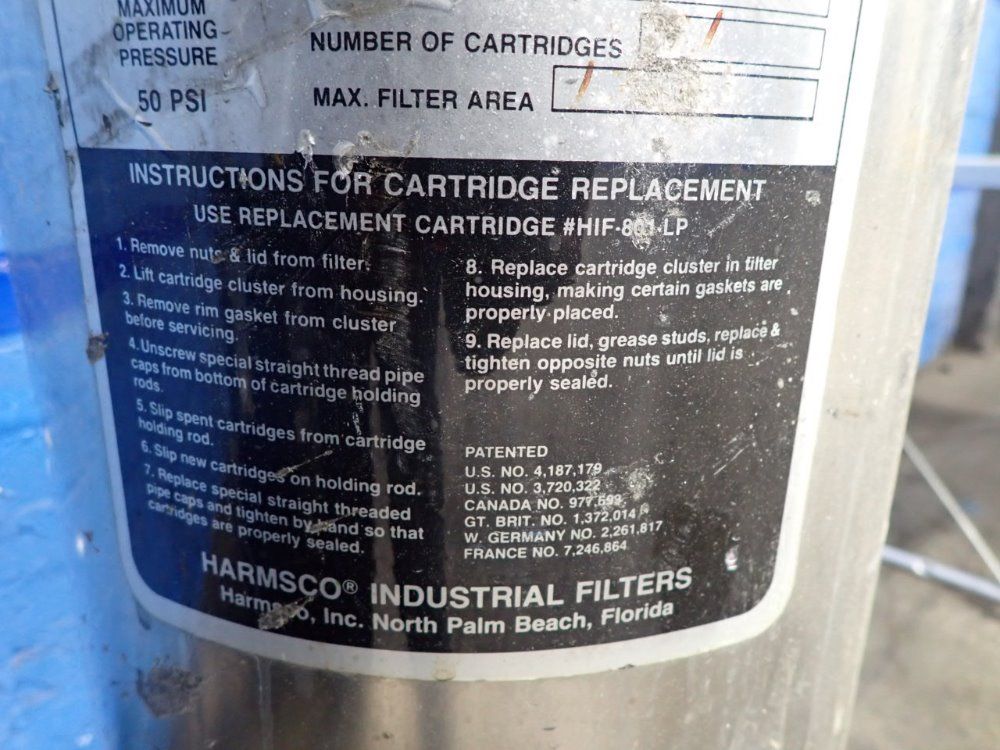 MAXIMUM
OPERATING
PRESSURE
50 PSI
NUMBER OF CARTRIDGES
MAX. FILTER AREA
INSTRUCTIONS FOR CARTRIDGE REPLACEMENT
USE REPLACEMENT CARTRIDGE
1. Remove nuts & lid from filter.
2. Lift cartridge cluster from housing.
3. Remove rim gasket from cluster
before servicing.
4. Unscrew special straight thread pipe
caps from bottom of cartridge holding
rods.
5. Slip spent cartridges from cartridge
holding rod.
6. Slip new cartridges on holding rod.
7. Replace special straight threaded
pipe caps and tighten by hand so that
cartridges are properly sealed.
8. Replace cartridge cluster in filter
housing, making certain gaskets are
properly placed.
9. Replace lid, grease studs, replace &
tighten opposite nuts until lid is
properly sealed.
PATENTED
U.S. NO. 4,187,179
U.S. NO. 3,720,322
CANADA NO. 977,699
GT. BRIT. NO. 1,372,014
W. GERMANY NO. 2,261,817
FRANCE NO. 7,246,864
HARMSCO® INDUSTRIAL FILTERS
Harmsco, Inc. North Palm Beach, Florida